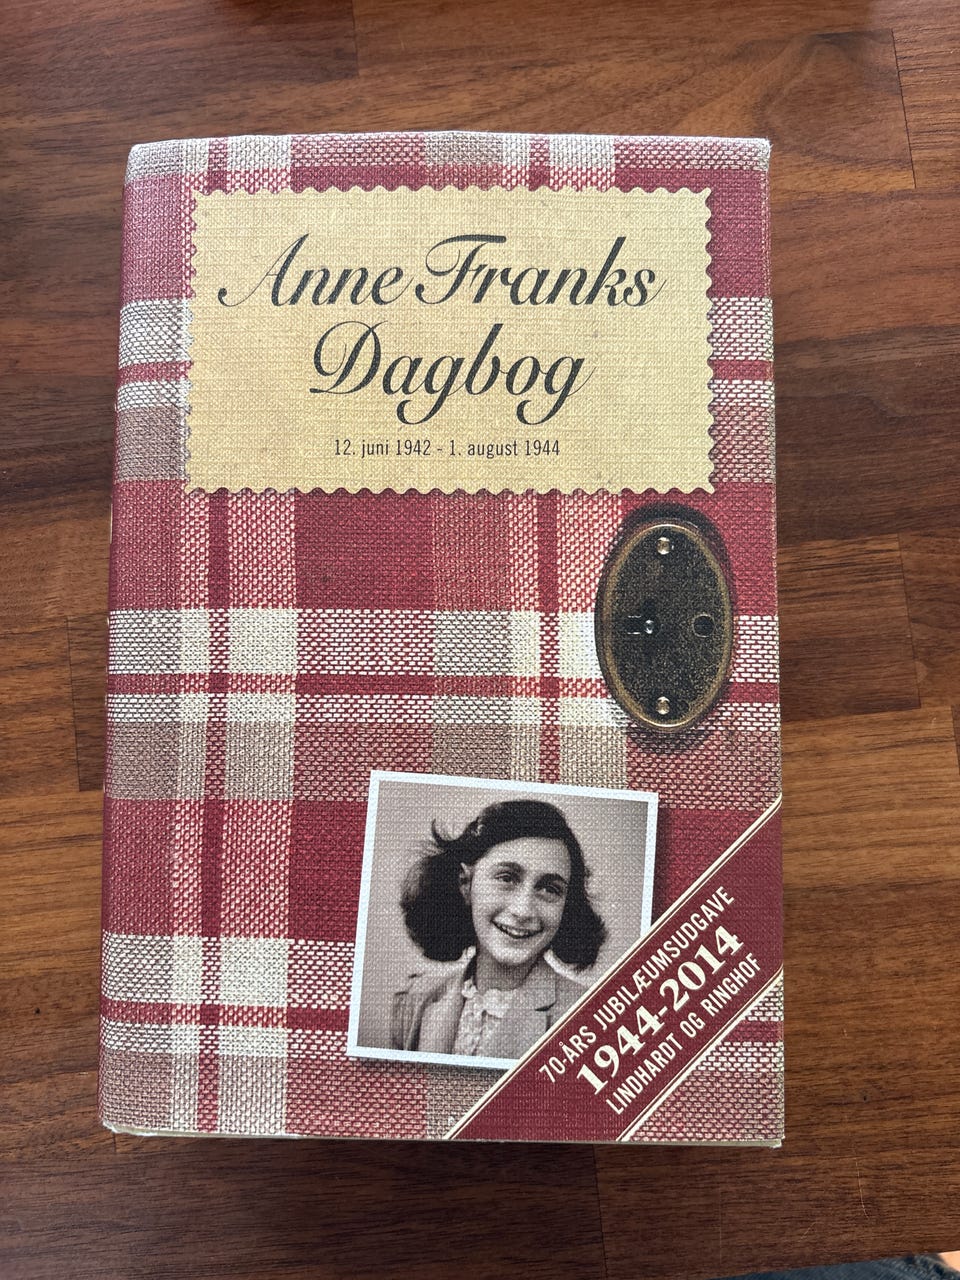 Anne Franks
Dagbog
12. juni 1942 - 1. august 1944
70-ÅRS JUBILÆUMSUDGAVE
1944-2014
LINDHARDT OG RINGHOF